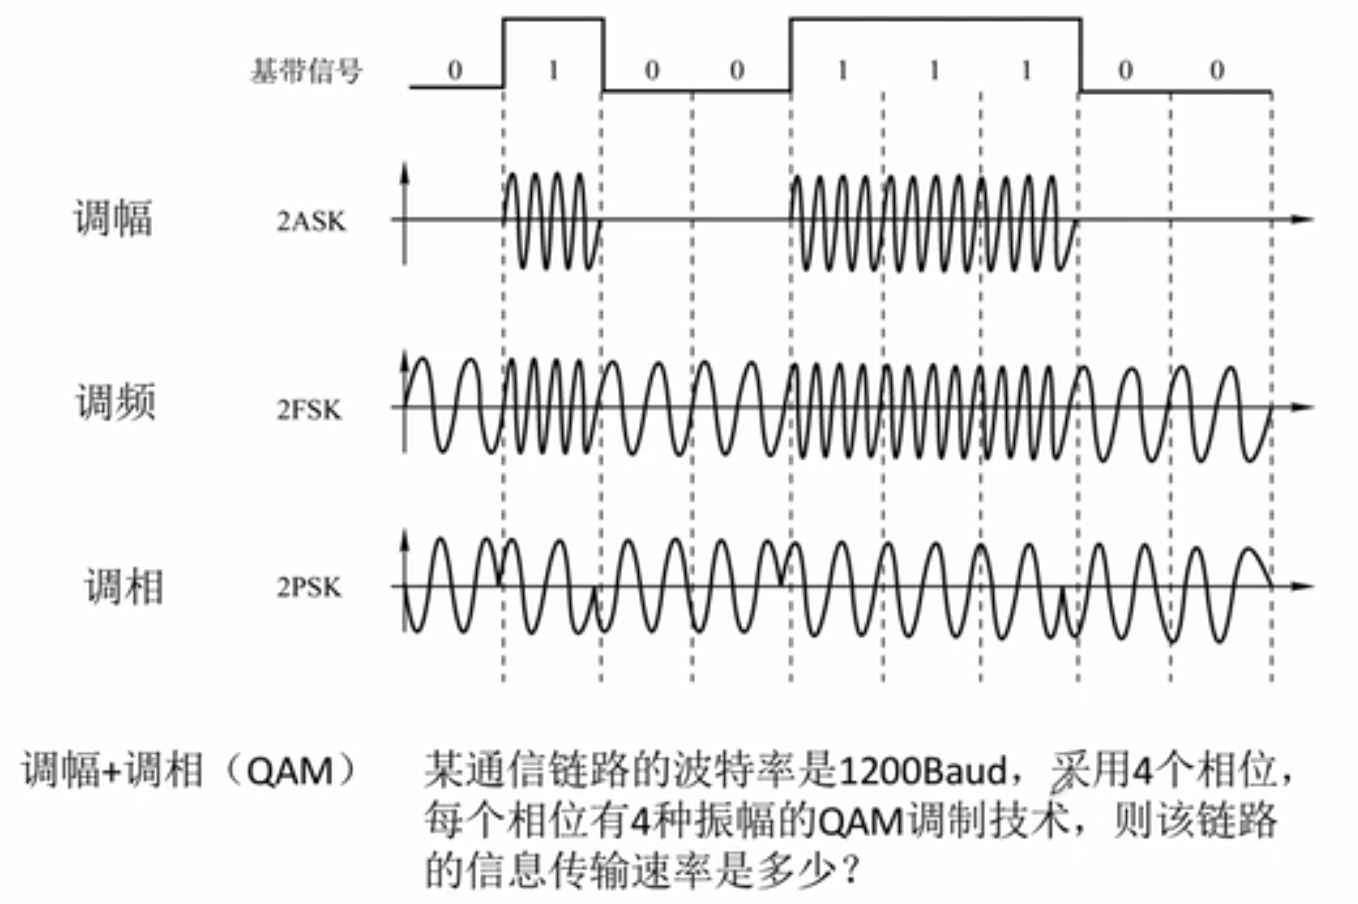 基带信号 0 1 0 0 1 1 1 0 0
调幅 2ASK
调频 2FSK
调相 2PSK
调幅+调相（QAM）
某通信链路的波特率是1200Baud，采用4个相位，
每个相位有4种振幅的QAM调制技术，则该链路
的信息传输速率是多少？